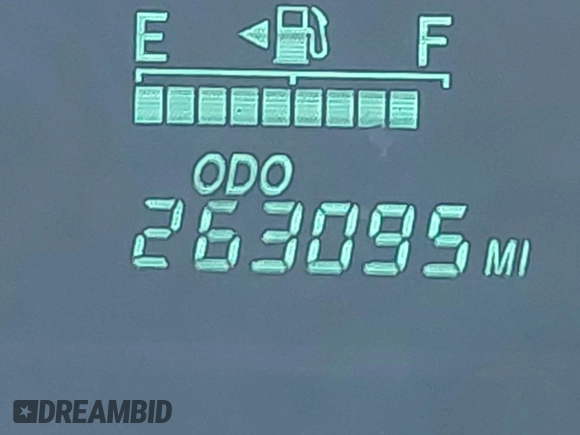 E F
ODO
263095 MI
DREAMBID